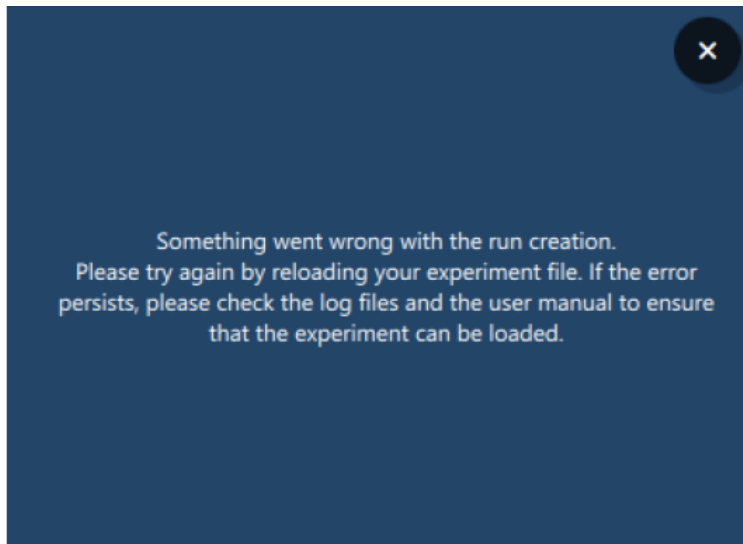 Something went wrong with the run creation.
Please try again by reloading your experiment file. If the error
persists, please check the log files and the user manual to ensure
that the experiment can be loaded.